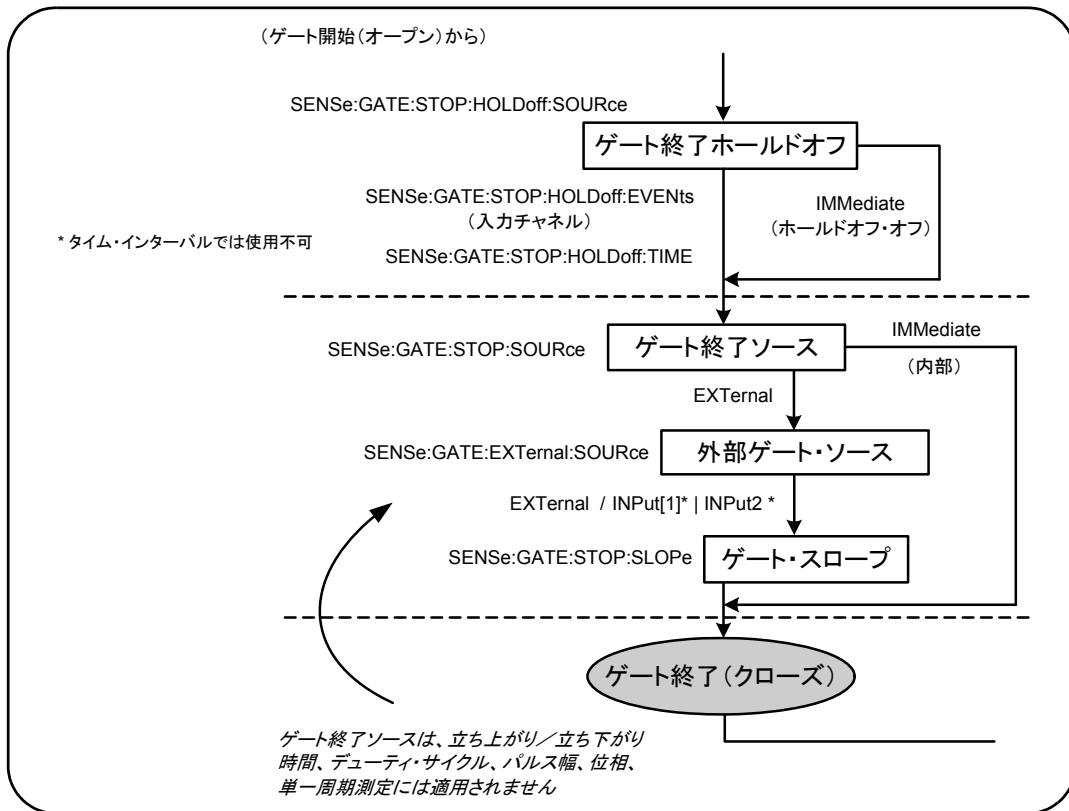 （ゲート開始（オープン）から）
SENSe:GATE:STOP:HOLDoff:SOURce
ゲート終了ホールドオフ
SENSe:GATE:STOP:HOLDoff:EVENts
（入力チャネル）
IMMediate
（ホールドオフ・オフ）
* タイム・インターバルでは使用不可
SENSe:GATE:STOP:HOLDoff:TIME
SENSe:GATE:STOP:SOURce
ゲート終了ソース
IMMediate
（内部）
EXTernal
SENSe:GATE:EXTernal:SOURce
外部ゲート・ソース
EXTernal / INPut[1]* | INPut2 *
SENSe:GATE:STOP:SLOPe
ゲート・スロープ
ゲート終了（クローズ）
ゲート終了ソースは、立ち上がり／立ち下がり
時間、デューティ・サイクル、パルス幅、位相、
単一周期測定には適用されません